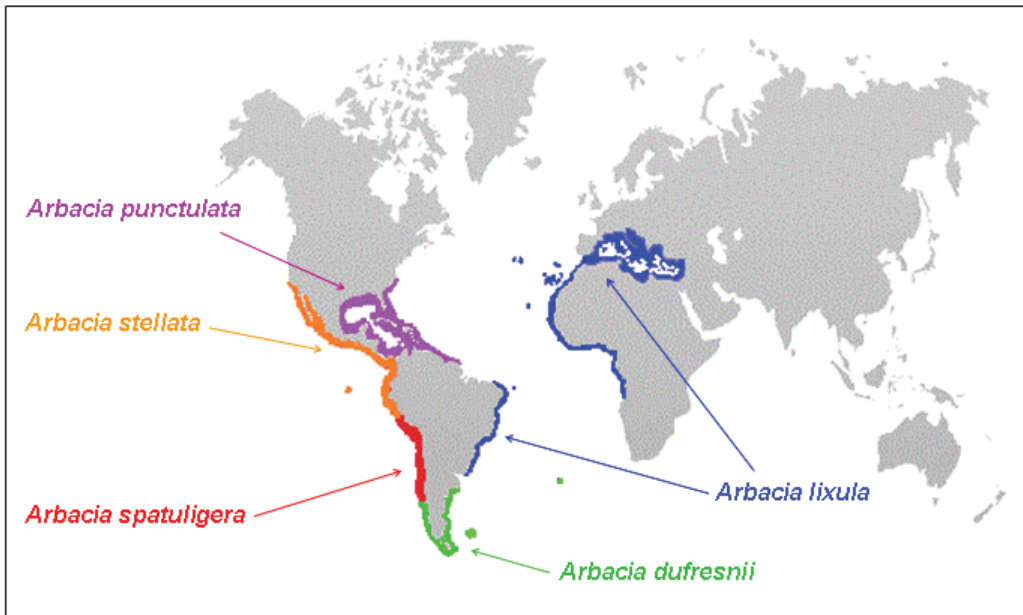 Arbacia punctulata
Arbacia stellata
Arbacia lixula
Arbacia spatuligera
Arbacia dufresnii